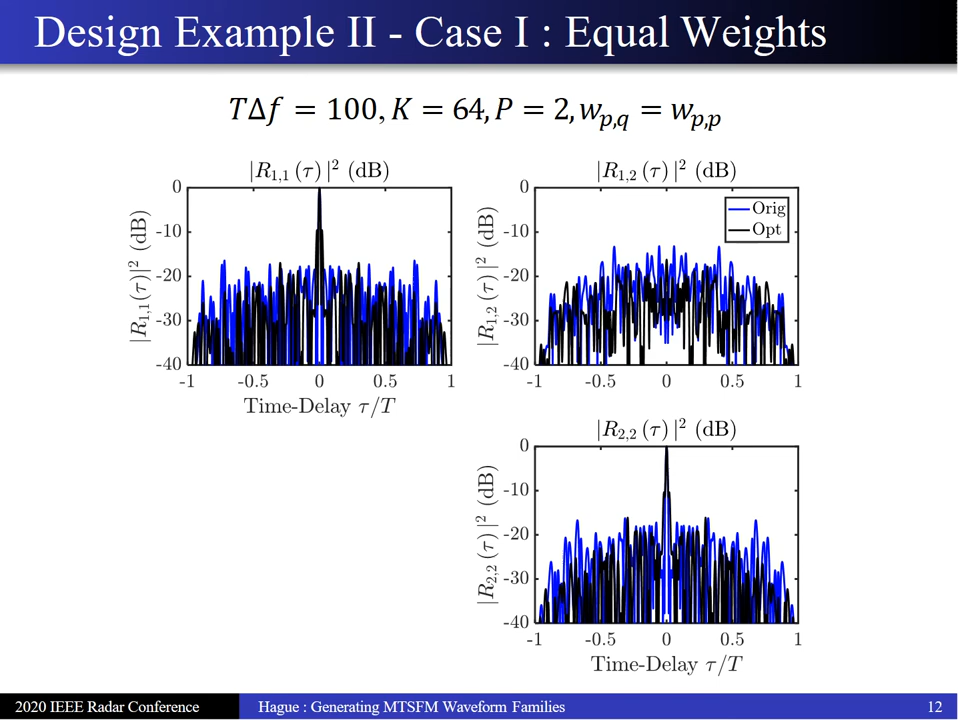 Design Example II - Case I : Equal Weights
TΔf = 100, K = 64, P = 2, w_{p,q} = w_{p,p}
|R_{1,1} (τ) |² (dB)
|R_{1,1}(τ)|² (dB)
0
-10
-20
-30
-40
-1
-0.5
0
0.5
1
Time-Delay τ/T
|R_{1,2} (τ) |² (dB)
|R_{1,2} (τ) |² (dB)
0
-10
-20
-30
-40
Orig
Opt
-1
-0.5
0
0.5
1
|R_{2,2} (τ) |² (dB)
|R_{2,2} (τ) |² (dB)
0
-10
-20
-30
-40
-1
-0.5
0
0.5
1
Time-Delay τ/T
2020 IEEE Radar Conference
Hague : Generating MTSFM Waveform Families
12